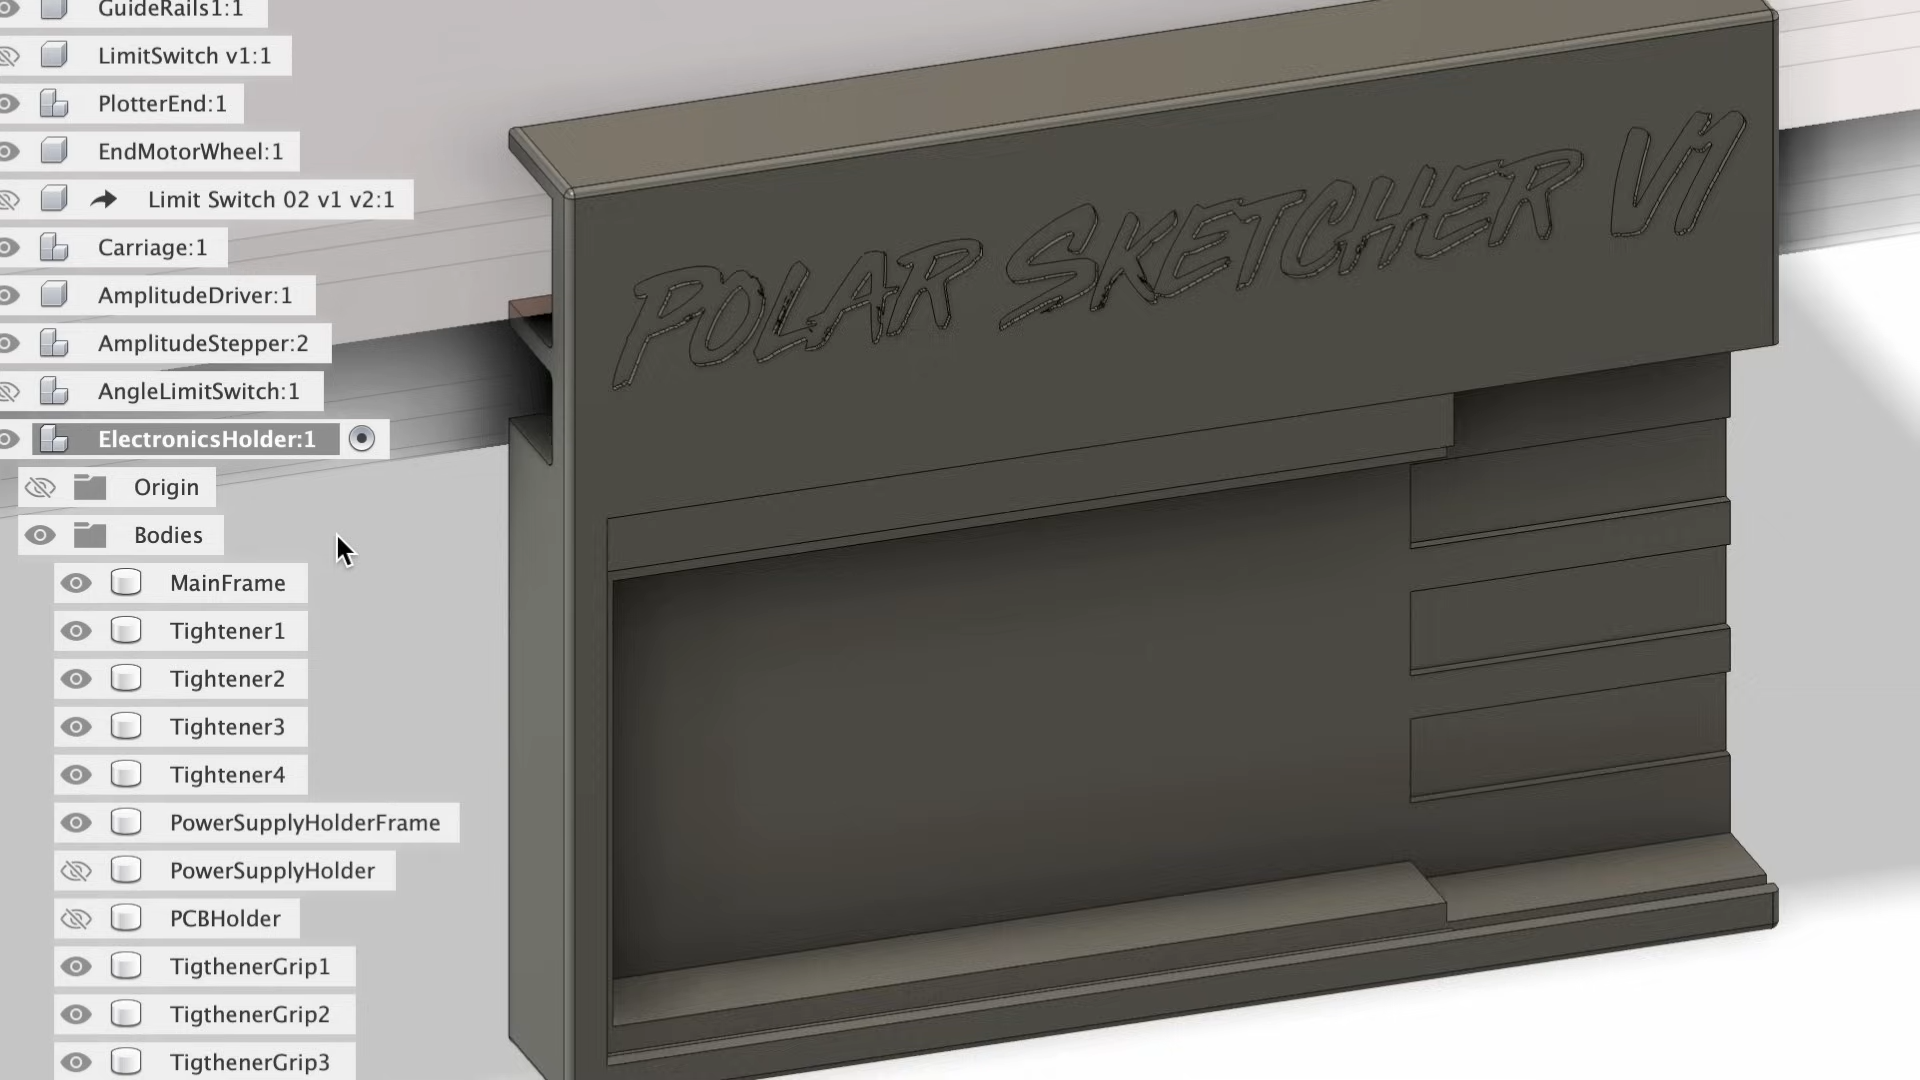 GuideRails1:1
LimitSwitch v1:1
PlotterEnd:1
EndMotorWheel:1
Limit Switch 02 v1 v2:1
Carriage:1
AmplitudeDriver:1
AmplitudeStepper:2
AngleLimitSwitch:1
ElectronicsHolder:1
Origin
Bodies
MainFrame
Tightener1
Tightener2
Tightener3
Tightener4
PowerSupplyHolderFrame
PowerSupplyHolder
PCBHolder
TigthenerGrip1
TigthenerGrip2
TigthenerGrip3
POLAR SKETCHER V1